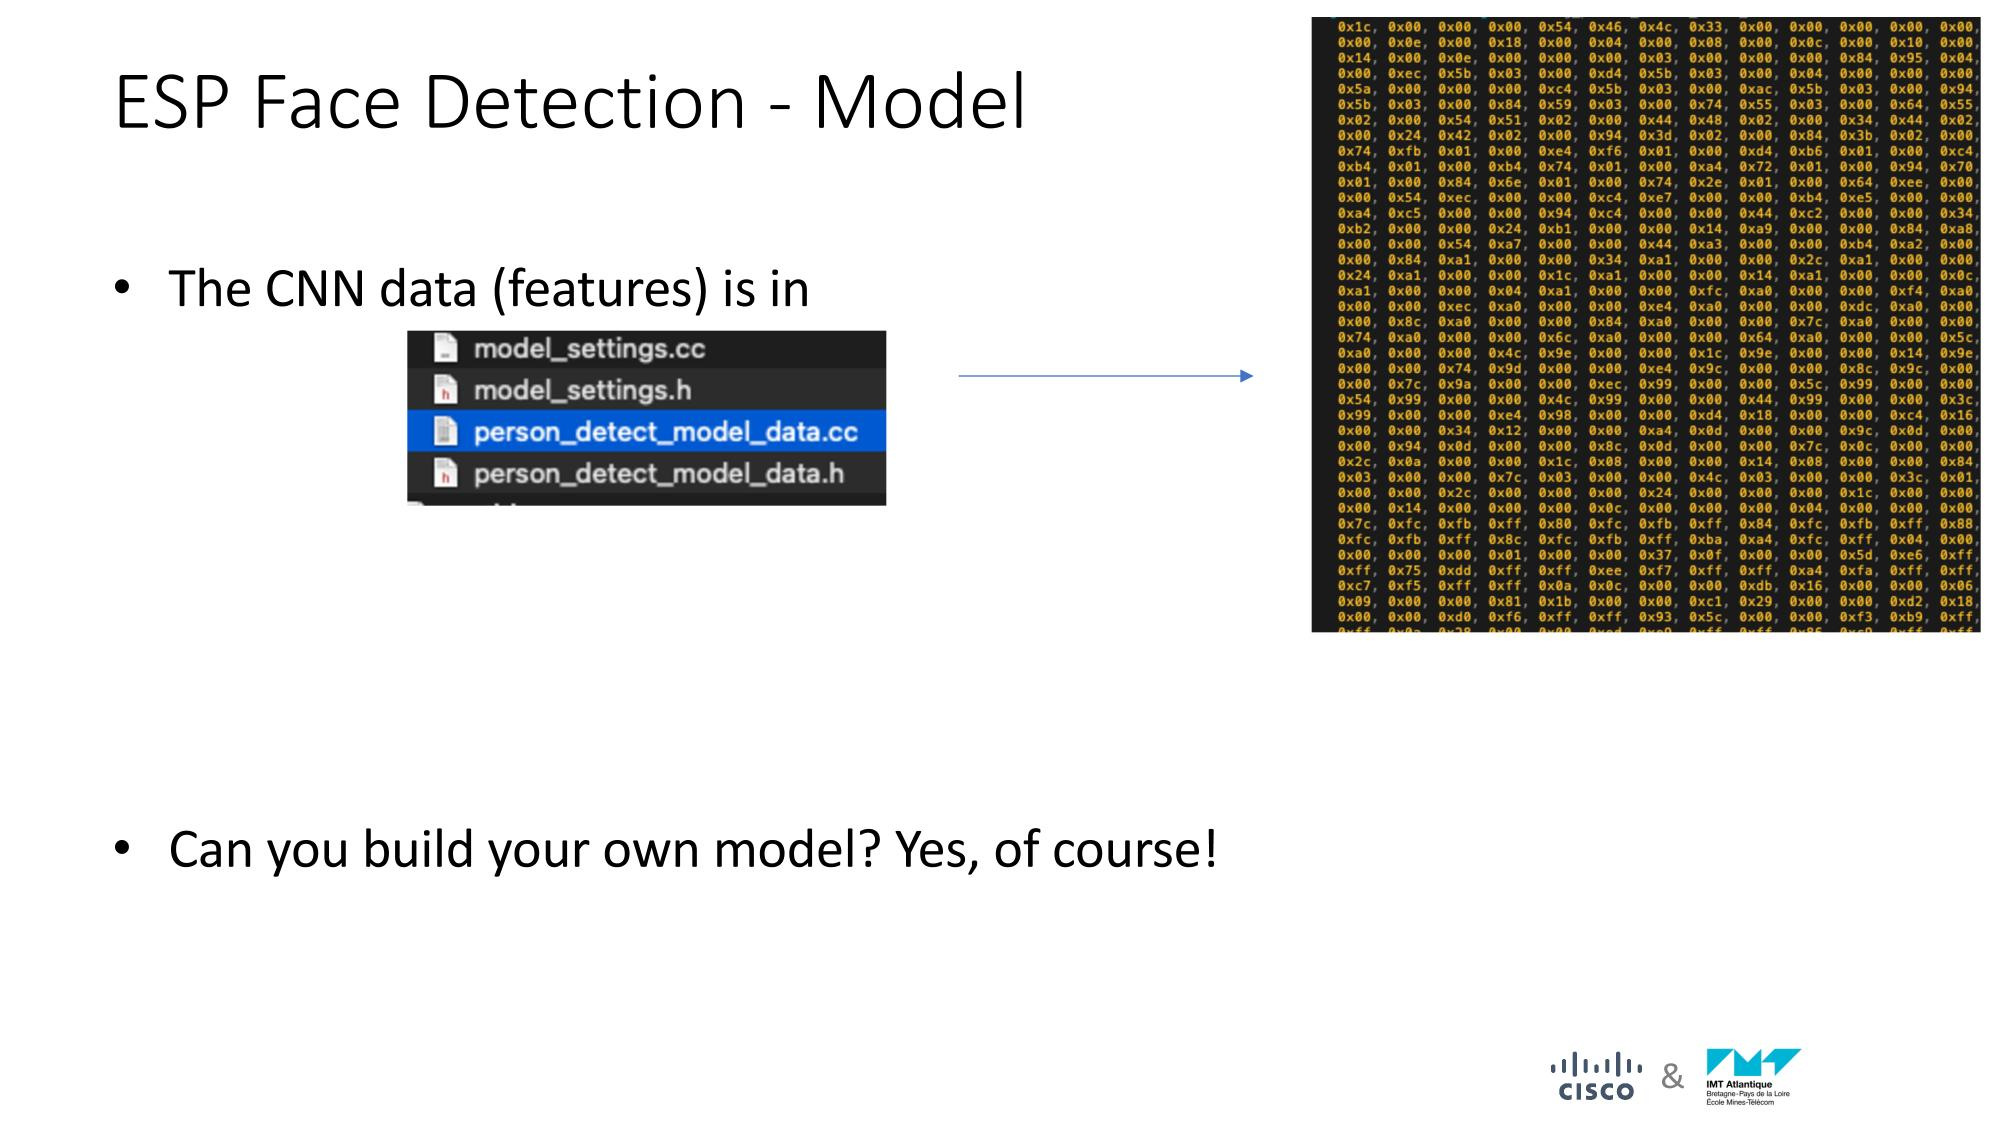 ESP Face Detection - Model
• The CNN data (features) is in
model_settings.cc
model_settings.h
person_detect_model_data.cc
person_detect_model_data.h
0x1c, 0x00, 0x00, 0x00, 0x54, 0x46, 0x4c, 0x33, 0x00, 0x00, 0x00, 0x00, 0x00,
0x00, 0x0e, 0x00, 0x18, 0x00, 0x04, 0x00, 0x08, 0x00, 0x0c, 0x00, 0x10, 0x00,
0x14, 0x00, 0x0e, 0x00, 0x00, 0x00, 0x03, 0x00, 0x00, 0x00, 0x84, 0x95, 0x04,
0x00, 0xec, 0x5b, 0x03, 0x00, 0xd4, 0x5b, 0x03, 0x00, 0x04, 0x00, 0x00, 0x00,
0x5a, 0x00, 0x00, 0x00, 0xc4, 0x5b, 0x03, 0x00, 0xac, 0x5b, 0x03, 0x00, 0x94,
0x5b, 0x03, 0x00, 0x84, 0x59, 0x03, 0x00, 0x74, 0x55, 0x03, 0x00, 0x64, 0x55,
0x02, 0x00, 0x54, 0x51, 0x02, 0x00, 0x44, 0x48, 0x02, 0x00, 0x34, 0x44, 0x02,
0x00, 0x24, 0x42, 0x02, 0x00, 0x94, 0x3d, 0x02, 0x00, 0x84, 0x3b, 0x02, 0x00,
0x74, 0xfb, 0x01, 0x00, 0xe4, 0xf6, 0x01, 0x00, 0xd4, 0xb6, 0x01, 0x00, 0xc4,
0xb4, 0x01, 0x00, 0xb4, 0x74, 0x01, 0x00, 0xa4, 0x72, 0x01, 0x00, 0x94, 0x70,
0x01, 0x00, 0x84, 0x6e, 0x01, 0x00, 0x74, 0x2e, 0x01, 0x00, 0x64, 0xee, 0x00,
0x00, 0x54, 0xec, 0x00, 0x00, 0xc4, 0xe7, 0x00, 0x00, 0xb4, 0xe5, 0x00, 0x00,
0xa4, 0xc5, 0x00, 0x00, 0x94, 0xc4, 0x00, 0x00, 0x44, 0xc2, 0x00, 0x00, 0x34,
0xb2, 0x00, 0x00, 0x24, 0xb1, 0x00, 0x00, 0x14, 0xa9, 0x00, 0x00, 0x84, 0xa8,
0x00, 0x00, 0x54, 0xa7, 0x00, 0x00, 0x44, 0xa3, 0x00, 0x00, 0xb4, 0xa2, 0x00,
0x00, 0x84, 0xa1, 0x00, 0x00, 0x34, 0xa1, 0x00, 0x00, 0x2c, 0xa1, 0x00, 0x00,
0x24, 0xa1, 0x00, 0x00, 0x1c, 0xa1, 0x00, 0x00, 0x14, 0xa1, 0x00, 0x00, 0x0c,
0xa1, 0x00, 0x00, 0x04, 0xa1, 0x00, 0x00, 0xfc, 0xa0, 0x00, 0x00, 0xf4, 0xa0,
0x00, 0x00, 0xec, 0xa0, 0x00, 0x00, 0xe4, 0xa0, 0x00, 0x00, 0xdc, 0xa0, 0x00,
0x00, 0x8c, 0xa0, 0x00, 0x00, 0x84, 0xa0, 0x00, 0x00, 0x7c, 0xa0, 0x00, 0x00,
0x74, 0xa0, 0x00, 0x00, 0x6c, 0xa0, 0x00, 0x00, 0x64, 0xa0, 0x00, 0x00, 0x5c,
0xa0, 0x00, 0x00, 0x4c, 0x9e, 0x00, 0x00, 0x1c, 0x9e, 0x00, 0x00, 0x14, 0x9e,
0x00, 0x00, 0x74, 0x9d, 0x00, 0x00, 0xe4, 0x9c, 0x00, 0x00, 0x8c, 0x9c, 0x00,
0x00, 0x7c, 0x9a, 0x00, 0x00, 0xec, 0x99, 0x00, 0x00, 0x5c, 0x99, 0x00, 0x00,
0x54, 0x99, 0x00, 0x00, 0x4c, 0x99, 0x00, 0x00, 0x44, 0x99, 0x00, 0x00, 0x3c,
0x99, 0x00, 0x00, 0xe4, 0x98, 0x00, 0x00, 0xd4, 0x18, 0x00, 0x00, 0xc4, 0x16,
0x00, 0x00, 0x34, 0x12, 0x00, 0x00, 0xa4, 0x0d, 0x00, 0x00, 0x9c, 0x0d, 0x00,
0x00, 0x94, 0x0d, 0x00, 0x00, 0x8c, 0x0d, 0x00, 0x00, 0x7c, 0x0c, 0x00, 0x00,
0x2c, 0x0a, 0x00, 0x00, 0x1c, 0x08, 0x00, 0x00, 0x14, 0x08, 0x00, 0x00, 0x84,
0x03, 0x00, 0x00, 0x7c, 0x03, 0x00, 0x00, 0x4c, 0x03, 0x00, 0x00, 0x3c, 0x01,
0x00, 0x00, 0x2c, 0x00, 0x00, 0x00, 0x24, 0x00, 0x00, 0x00, 0x1c, 0x00, 0x00,
0x00, 0x14, 0x00, 0x00, 0x00, 0x0c, 0x00, 0x00, 0x00, 0x04, 0x00, 0x00, 0x00,
0x7c, 0xfc, 0xfb, 0xff, 0x80, 0xfc, 0xfb, 0xff, 0x84, 0xfc, 0xfb, 0xff, 0x88,
0xfc, 0xfb, 0xff, 0x8c, 0xfc, 0xfb, 0xff, 0xba, 0xa4, 0xfc, 0xff, 0x04, 0x00,
0x00, 0x00, 0x00, 0x01, 0x00, 0x00, 0x37, 0x0f, 0x00, 0x00, 0x5d, 0xe6, 0xff,
0xff, 0x75, 0xdd, 0xff, 0xff, 0xee, 0xf7, 0xff, 0xff, 0xa4, 0xfa, 0xff, 0xff,
0xc7, 0xf5, 0xff, 0xff, 0x0a, 0x0c, 0x00, 0x00, 0xdb, 0x16, 0x00, 0x00, 0x06,
0x09, 0x00, 0x00, 0x81, 0x1b, 0x00, 0x00, 0xc1, 0x29, 0x00, 0x00, 0xd2, 0x18,
0x00, 0x00, 0xd0, 0xf6, 0xff, 0xff, 0x93, 0x5c, 0x00, 0x00, 0xf3, 0xb9, 0xff,
• Can you build your own model? Yes, of course!
CISCO & IMT Atlantique
Bretagne-Pays de la Loire
École Mines-Télécom